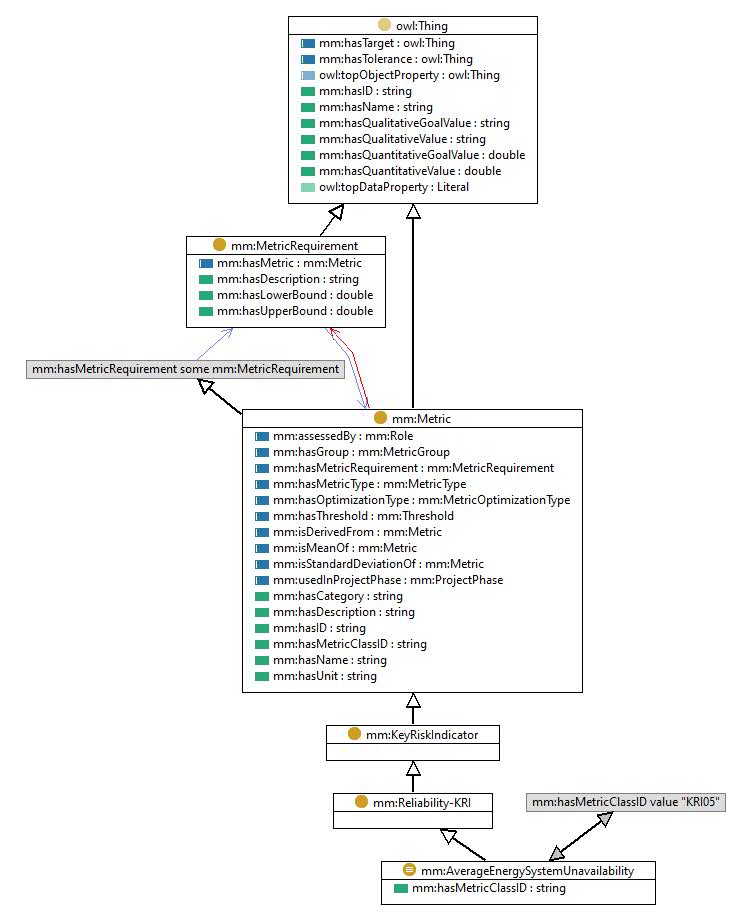 owl:Thing
mm:hasTarget : owl:Thing
mm:hasTolerance : owl:Thing
owl:topObjectProperty : owl:Thing
mm:hasID : string
mm:hasName : string
mm:hasQualitativeGoalValue : string
mm:hasQualitativeValue : string
mm:hasQuantitativeGoalValue : double
mm:hasQuantitativeValue : double
owl:topDataProperty : Literal
mm:MetricRequirement
mm:hasMetric : mm:Metric
mm:hasDescription : string
mm:hasLowerBound : double
mm:hasUpperBound : double
mm:hasMetricRequirement some mm:MetricRequirement
mm:Metric
mm:assessedBy : mm:Role
mm:hasGroup : mm:MetricGroup
mm:hasMetricRequirement : mm:MetricRequirement
mm:hasMetricType : mm:MetricType
mm:hasOptimizationType : mm:MetricOptimizationType
mm:hasThreshold : mm:Threshold
mm:isDerivedFrom : mm:Metric
mm:isMeanOf : mm:Metric
mm:isStandardDeviationOf : mm:Metric
mm:usedInProjectPhase : mm:ProjectPhase
mm:hasCategory : string
mm:hasDescription : string
mm:hasID : string
mm:hasMetricClassID : string
mm:hasName : string
mm:hasUnit : string
mm:KeyRiskIndicator
mm:Reliability-KRI
mm:hasMetricClassID value "KRI05"
mm:AverageEnergySystemUnavailability
mm:hasMetricClassID : string